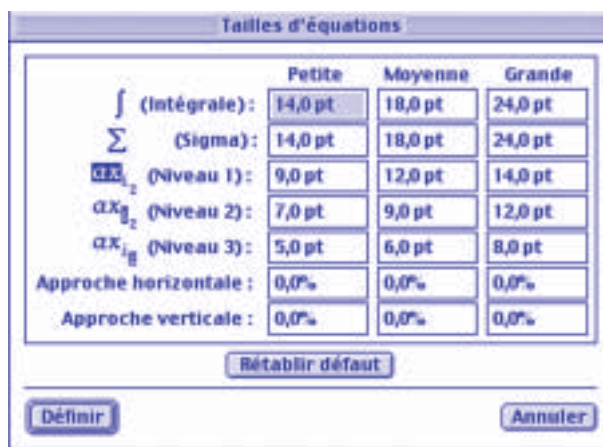 Tailles d'équations
Petite Moyenne Grande
∫ (Intégrale) : 14,0 pt 18,0 pt 24,0 pt
Σ (Sigma) : 14,0 pt 18,0 pt 24,0 pt
αx (Niveau 1) : 9,0 pt 12,0 pt 14,0 pt
αx (Niveau 2) : 7,0 pt 9,0 pt 12,0 pt
αx (Niveau 3) : 5,0 pt 6,0 pt 8,0 pt
Approche horizontale : 0,0% 0,0% 0,0%
Approche verticale : 0,0% 0,0% 0,0%
Rétablir défaut
Définir Annuler